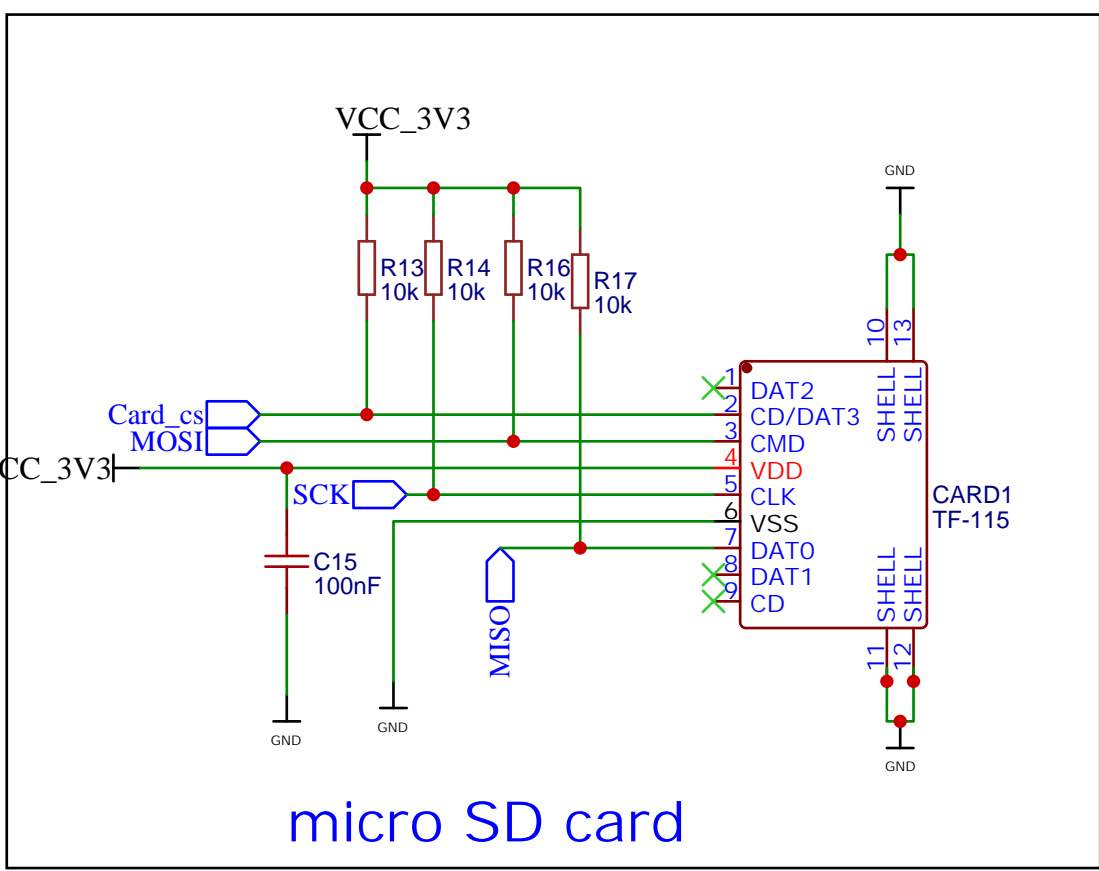 VCC_3V3
GND
R13
10k
R14
10k
R16
10k
R17
10k
10
13
SHELL
SHELL
1
DAT2
Card_cs
2
CD/DAT3
MOSI
3
CMD
CC_3V3
4
VDD
SCK
5
CLK
CARD1
TF-115
6
VSS
7
DAT0
C15
100nF
8
DAT1
9
CD
SHELL
SHELL
MISO
11
12
GND
GND
GND
micro SD card